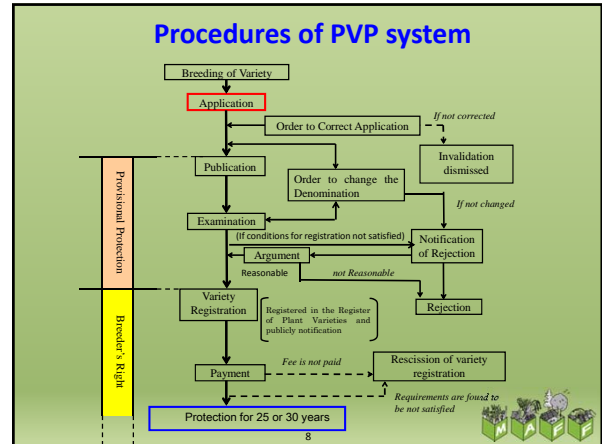 Procedures of PVP system
Breeding of Variety
Application
Order to Correct Application
If not corrected
Invalidation
dismissed
Publication
Order to change the
Denomination
If not changed
Examination
(If conditions for registration not satisfied)
Notification
of Rejection
Argument
Reasonable
not Reasonable
Rejection
Provisional Protection
Variety
Registration
Registered in the Register
of Plant Varieties and
publicly notification
Breeder's Right
Fee is not paid
Payment
Rescission of variety
registration
Requirements are found to
be not satisfied
Protection for 25 or 30 years
8
MAFF